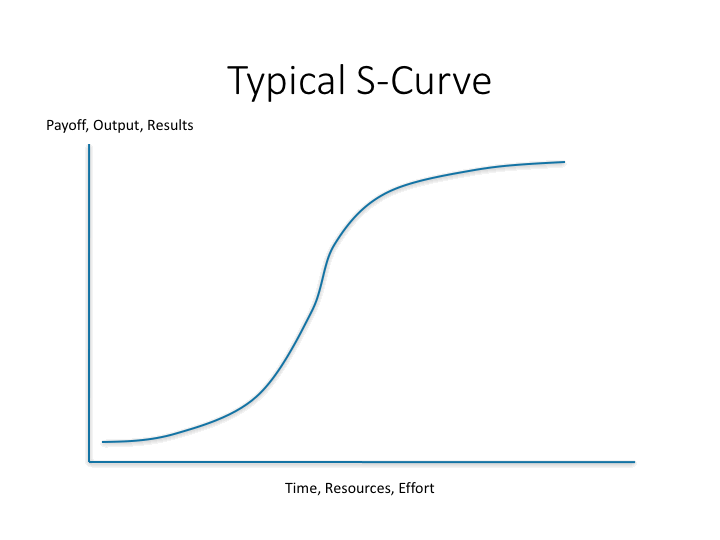 Typical S-Curve
Payoff, Output, Results
Time, Resources, Effort